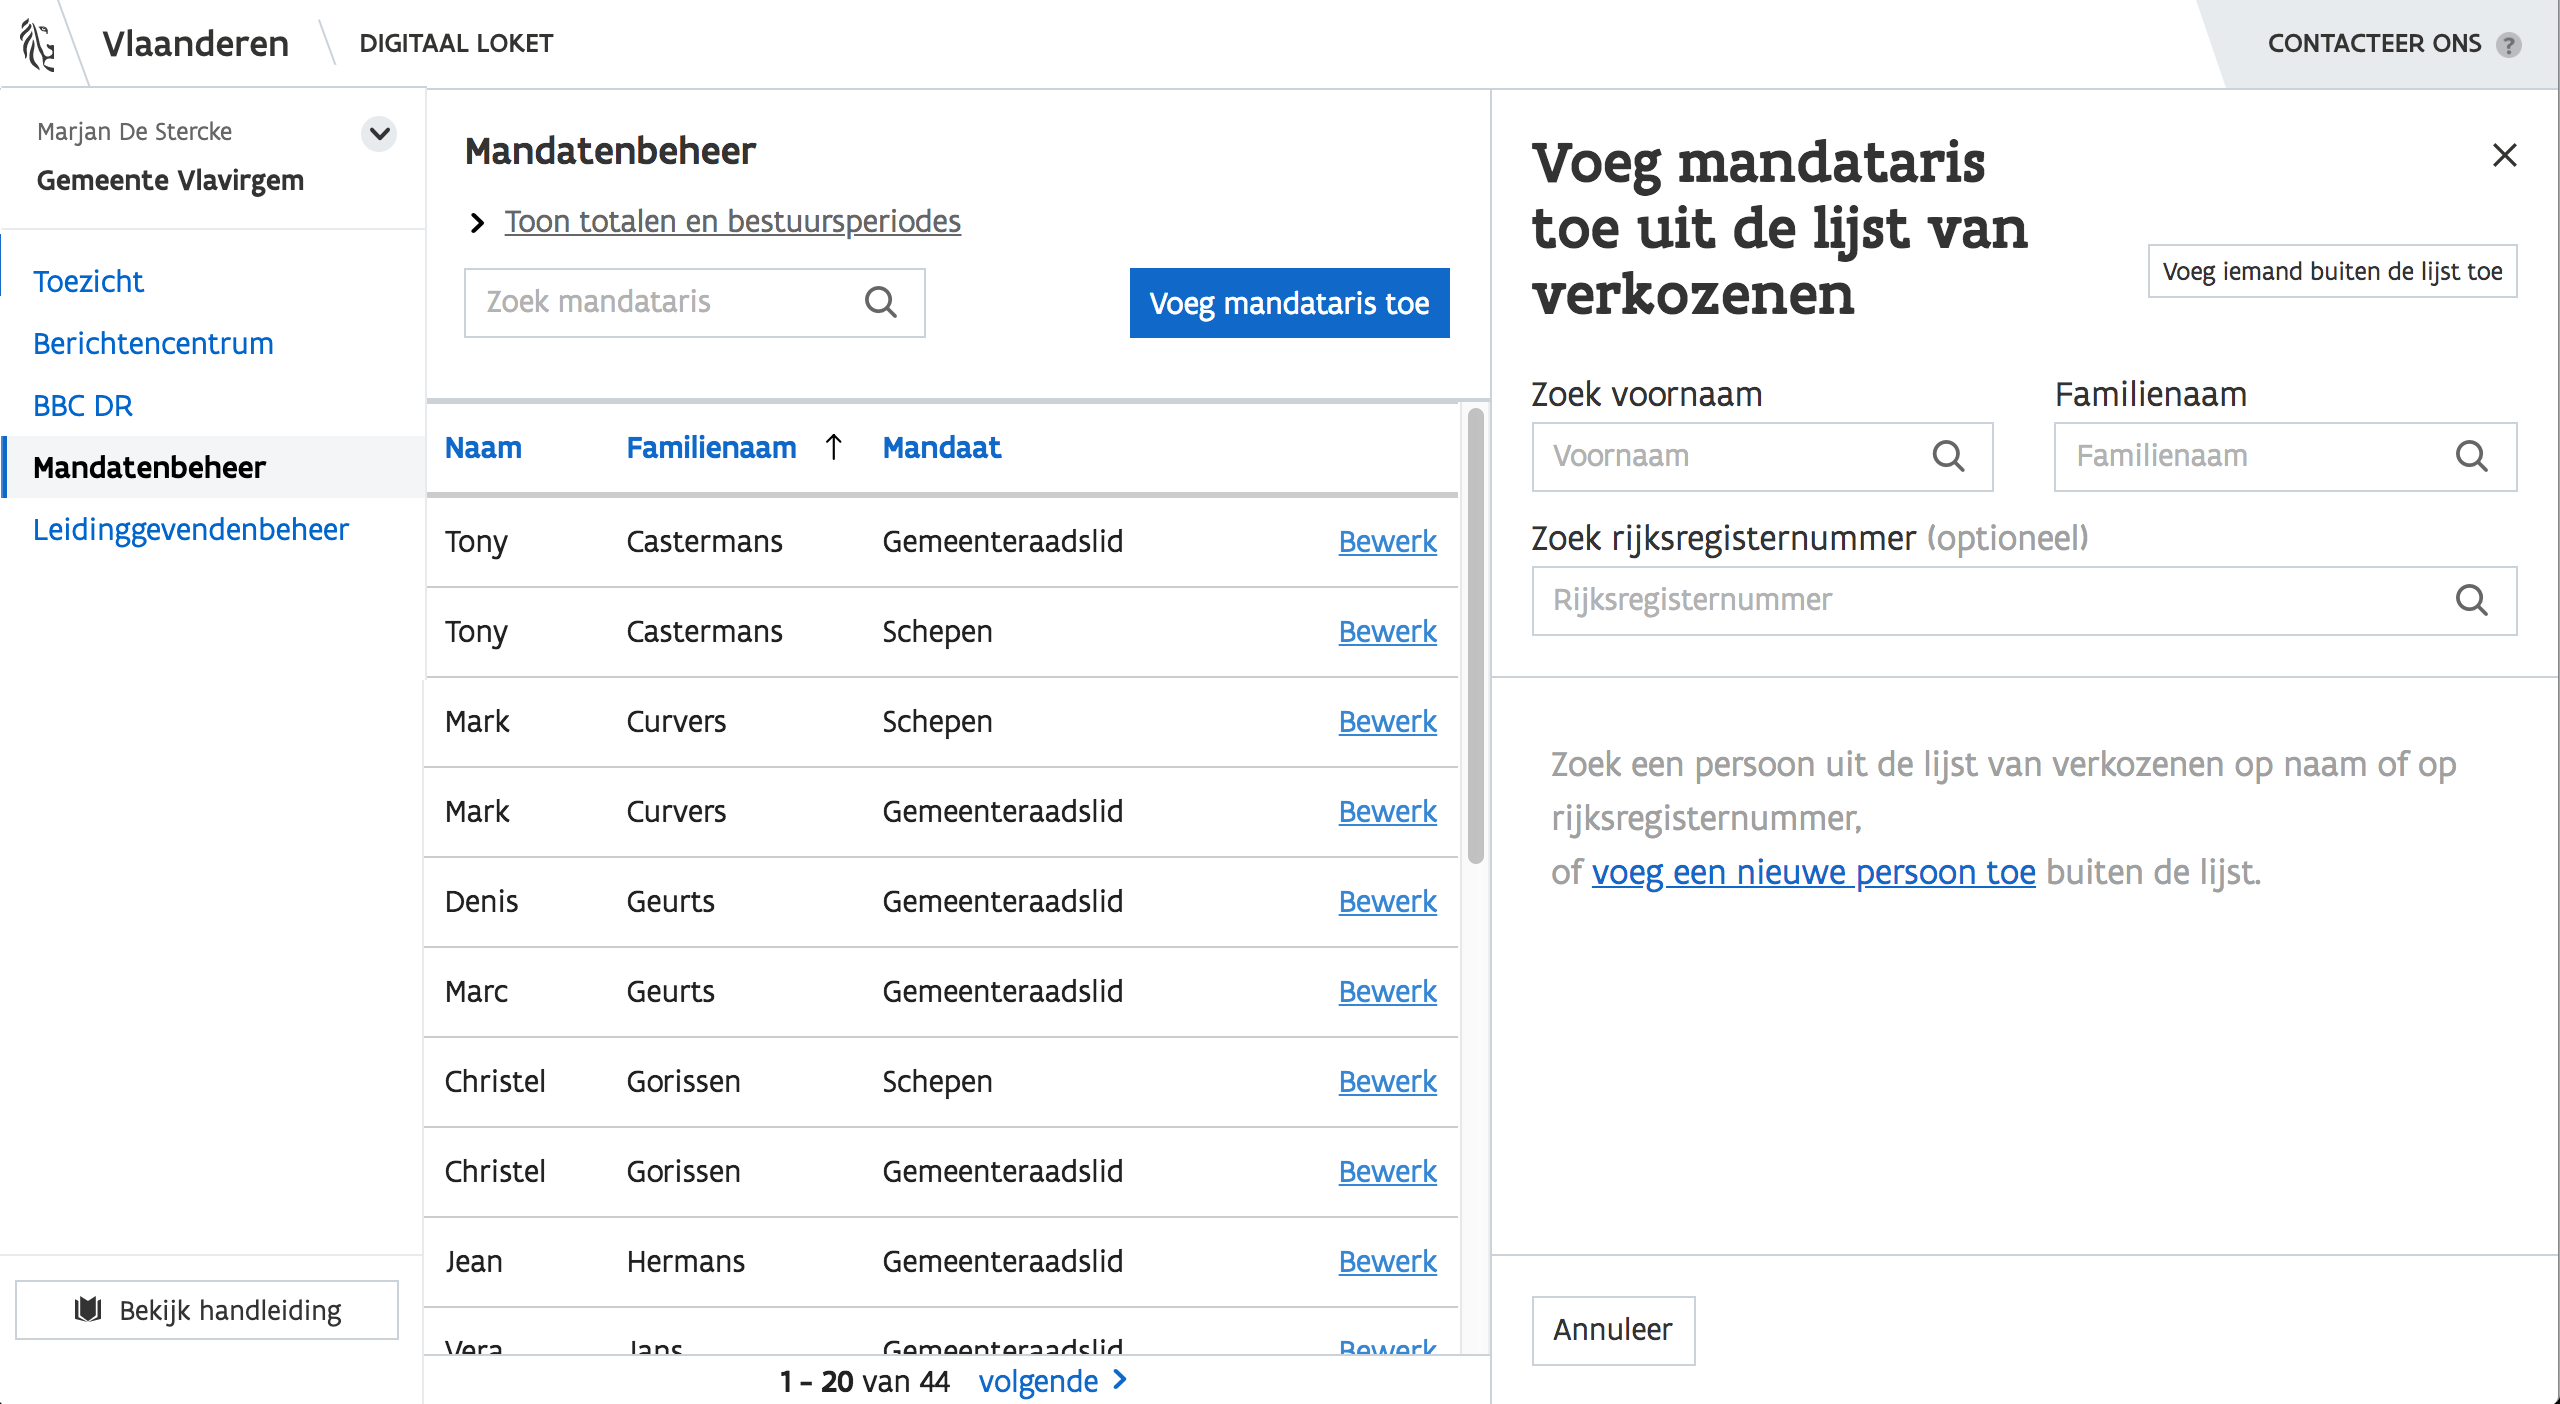 Vlaanderen
DIGITAAL LOKET
CONTACTEER ONS ?
Marjan De Stercke
Gemeente Vlavirgem
Toezicht
Berichtencentrum
BBC DR
Mandatenbeheer
Leidinggevendenbeheer
Bekijk handleiding
Mandatenbeheer
Toon totalen en bestuursperiodes
Zoek mandataris
Voeg mandataris toe
Naam Familienaam ↑ Mandaat
Tony Castermans Gemeenteraadslid Bewerk
Tony Castermans Schepen Bewerk
Mark Curvers Schepen Bewerk
Mark Curvers Gemeenteraadslid Bewerk
Denis Geurts Gemeenteraadslid Bewerk
Marc Geurts Gemeenteraadslid Bewerk
Christel Gorissen Schepen Bewerk
Christel Gorissen Gemeenteraadslid Bewerk
Jean Hermans Gemeenteraadslid Bewerk
Vera Jans Gemeenteraadslid Bewerk
1 - 20 van 44 volgende
Voeg mandataris
toe uit de lijst van
verkozenen
Voeg iemand buiten de lijst toe
Zoek voornaam
Voornaam
Familienaam
Familienaam
Zoek rijksregisternummer (optioneel)
Rijksregisternummer
Zoek een persoon uit de lijst van verkozenen op naam of op
rijksregisternummer,
of voeg een nieuwe persoon toe buiten de lijst.
Annuleer